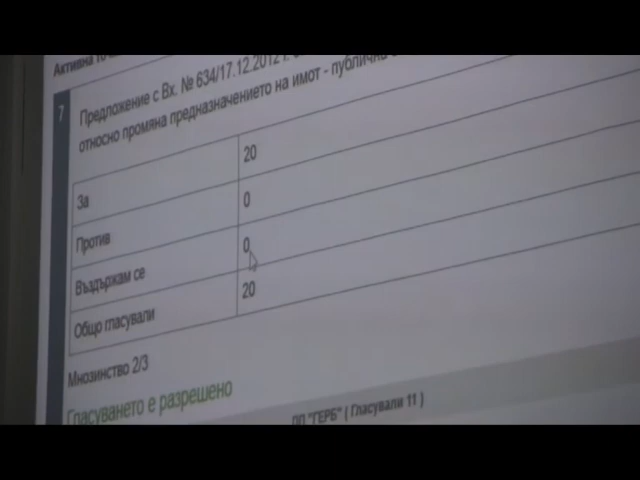 Активна
7
Предложение с Вх. № 634/17.12.2012 г.
относно промяна предназначението на имот - публична
За 20
Против 0
Въздържам се 0
Общо гласували 20
Мнозинство 2/3
Гласуването е разрешено
ПП "ГЕРБ" ( Гласували 11 )